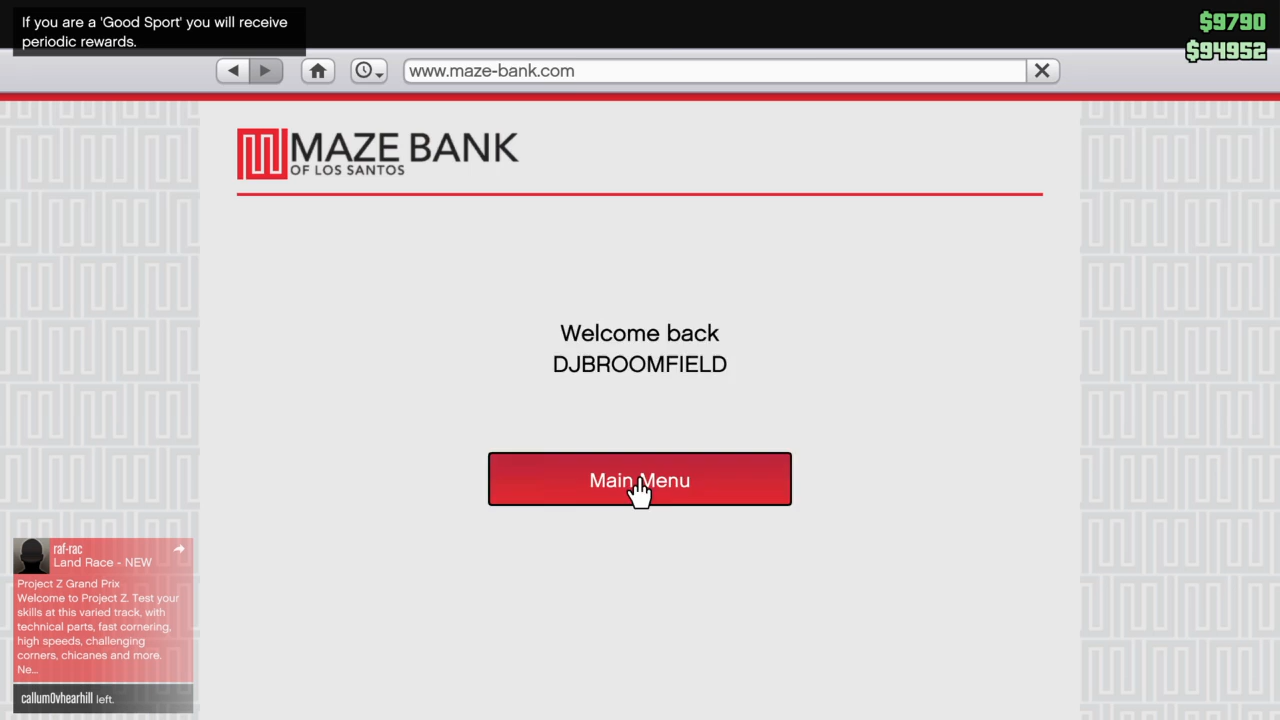 If you are a 'Good Sport' you will receive
periodic rewards.
$9790
$94952
www.maze-bank.com
MAZE BANK
OF LOS SANTOS
Welcome back
DJBROOMFIELD
Main Menu
raf-rac
Land Race - NEW
Project Z Grand Prix
Welcome to Project Z. Test your
skills at this varied track, with
technical parts, fast cornering,
high speeds, challenging
corners, chicanes and more.
Ne...
callum0vhearhill left.